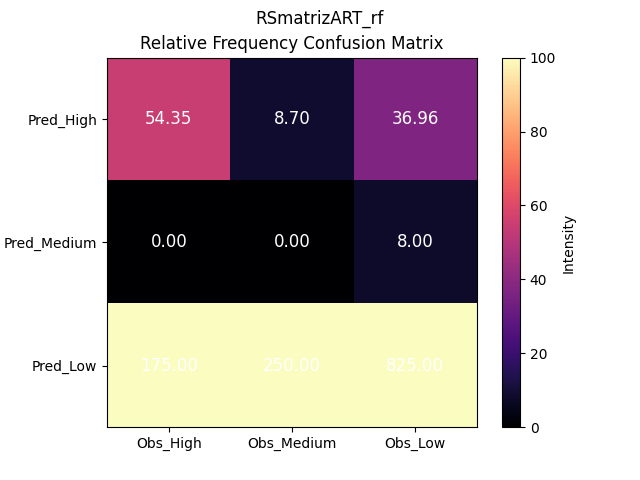 RSmatrizART_rf
Relative Frequency Confusion Matrix
Pred_High
54.35 8.70 36.96
Pred_Medium
0.00 0.00 8.00
Pred_Low
175.00 250.00 825.00
Obs_High Obs_Medium Obs_Low
100
80
60
40
20
0
Intensity